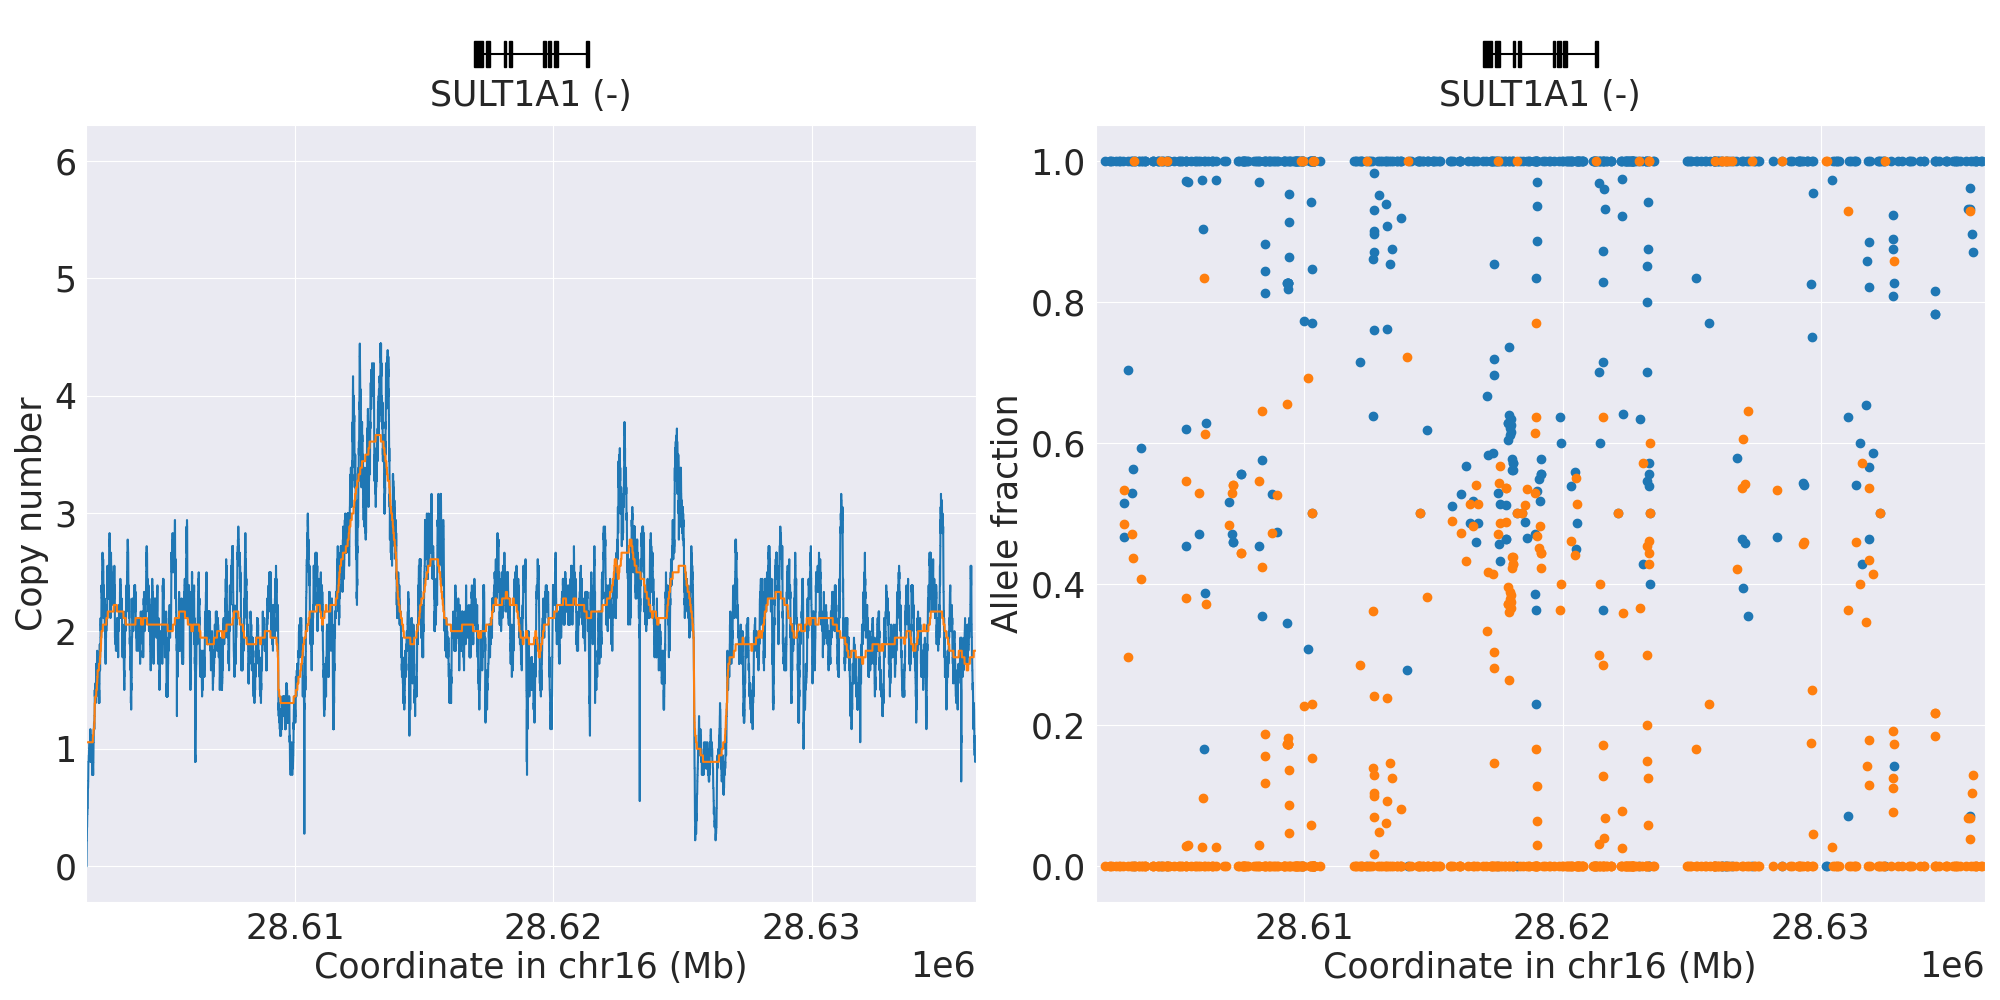 SULT1A1 (-)
SULT1A1 (-)
Copy number
6
5
4
3
2
1
0
28.61
28.62
28.63
Coordinate in chr16 (Mb)
1e6
Allele fraction
1.0
0.8
0.6
0.4
0.2
0.0
28.61
28.62
28.63
Coordinate in chr16 (Mb)
1e6